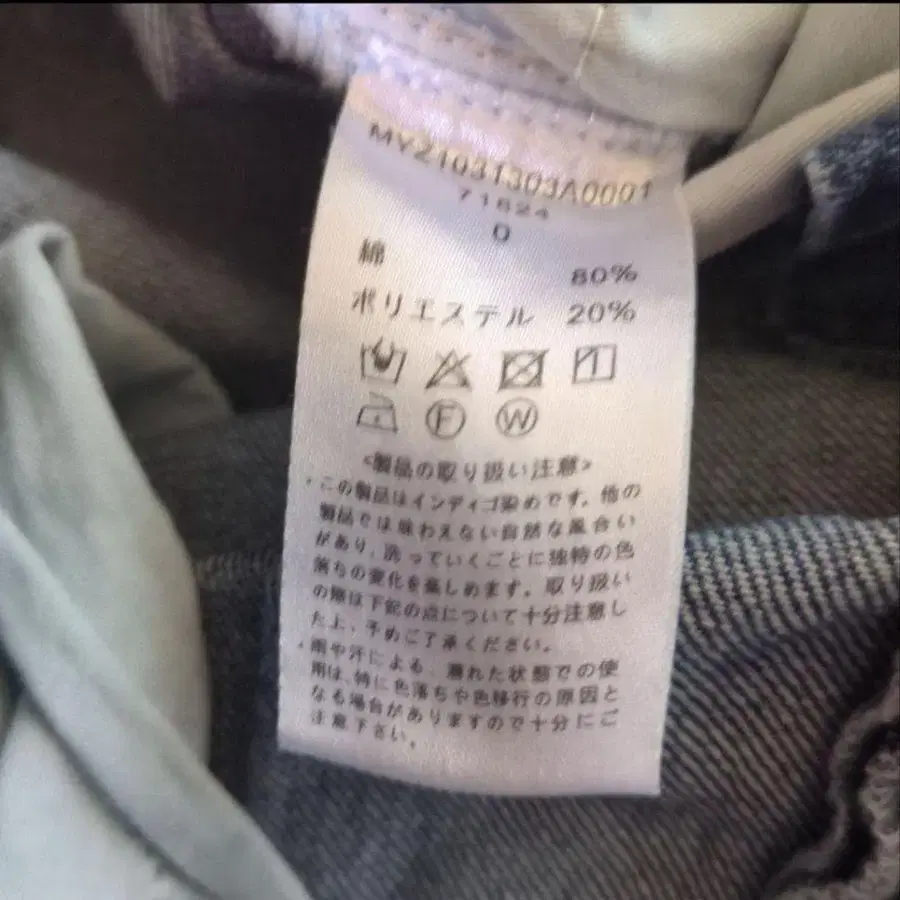 MY21031303A0001
71624
0
綿 80%
ポリエステル 20%
F W
<製品の取り扱い注意>
・この製品はインディゴ染めです。他の
製品では味わえない自然な風合い
があり、洗っていくごとに独特の色
落ちの変化を楽しめます。取り扱い
の際は下記の点について十分注意し
た上、予めご了承ください。
・雨や汗による、濡れた状態での使
用は、特に色落ちや色移行の原因と
なる場合がありますので十分にご
注意下さい。